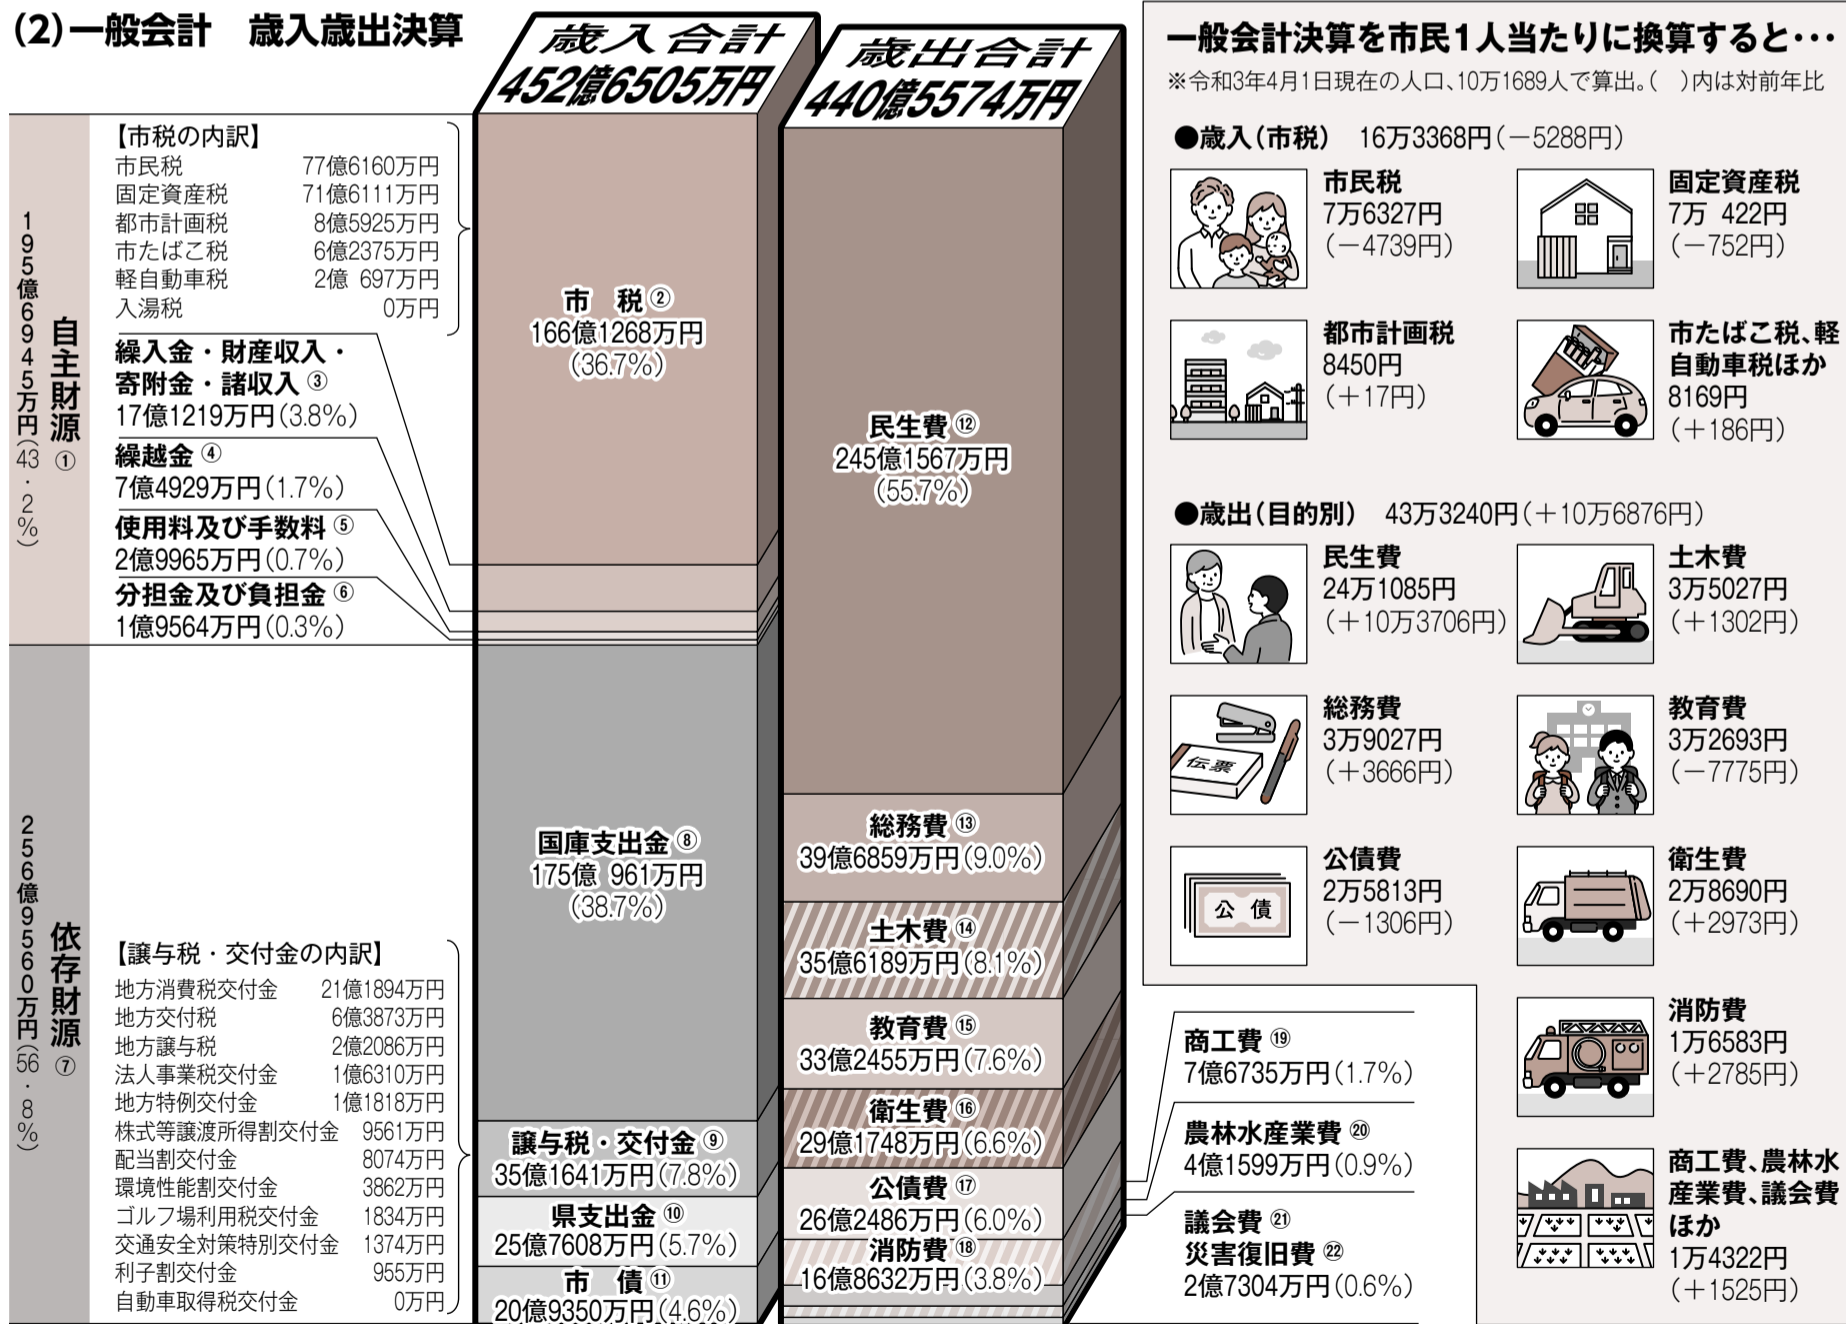 (2)一般会計 歳入歳出決算
歳入合計
452億6505万円
歳出合計
440億5574万円
195億6945万円(43.2%)
自主財源①
【市税の内訳】
市民税 77億6160万円
固定資産税 71億6111万円
都市計画税 8億5925万円
市たばこ税 6億2375万円
軽自動車税 2億 697万円
入湯税 0万円
繰入金・財産収入・
寄附金・諸収入③
17億1219万円(3.8%)
繰越金④
7億4929万円(1.7%)
使用料及び手数料⑤
2億9965万円(0.7%)
分担金及び負担金⑥
1億9564万円(0.3%)
256億9560万円(56.8%)
依存財源⑦
【譲与税・交付金の内訳】
地方消費税交付金 21億1894万円
地方交付税 6億3873万円
地方譲与税 2億2086万円
法人事業税交付金 1億6310万円
地方特例交付金 1億1818万円
株式等譲渡所得割交付金 9561万円
配当割交付金 8074万円
環境性能割交付金 3862万円
ゴルフ場利用税交付金 1834万円
交通安全対策特別交付金 1374万円
利子割交付金 955万円
自動車取得税交付金 0万円
市 税②
166億1268万円
(36.7%)
国庫支出金⑧
175億 961万円
(38.7%)
譲与税・交付金⑨
35億1641万円(7.8%)
県支出金⑩
25億7608万円(5.7%)
市 債⑪
20億9350万円(4.6%)
民生費⑫
245億1567万円
(55.7%)
総務費⑬
39億6859万円(9.0%)
土木費⑭
35億6189万円(8.1%)
教育費⑮
33億2455万円(7.6%)
衛生費⑯
29億1748万円(6.6%)
公債費⑰
26億2486万円(6.0%)
消防費⑱
16億8632万円(3.8%)
商工費⑲
7億6735万円(1.7%)
農林水産業費⑳
4億1599万円(0.9%)
議会費㉑
災害復旧費㉒
2億7304万円(0.6%)
一般会計決算を市民1人当たりに換算すると・・・
※令和3年4月1日現在の人口、10万1689人で算出。( )内は対前年比
●歳入(市税) 16万3368円(−5288円)
市民税
7万6327円
(−4739円)
固定資産税
7万 422円
(−752円)
都市計画税
8450円
(+17円)
市たばこ税、軽
自動車税ほか
8169円
(+186円)
●歳出(目的別) 43万3240円(+10万6876円)
民生費
24万1085円
(+10万3706円)
土木費
3万5027円
(+1302円)
伝票
総務費
3万9027円
(+3666円)
教育費
3万2693円
(−7775円)
公 債
公債費
2万5813円
(−1306円)
衛生費
2万8690円
(+2973円)
消防費
1万6583円
(+2785円)
商工費、農林水
産業費、議会費
ほか
1万4322円
(+1525円)